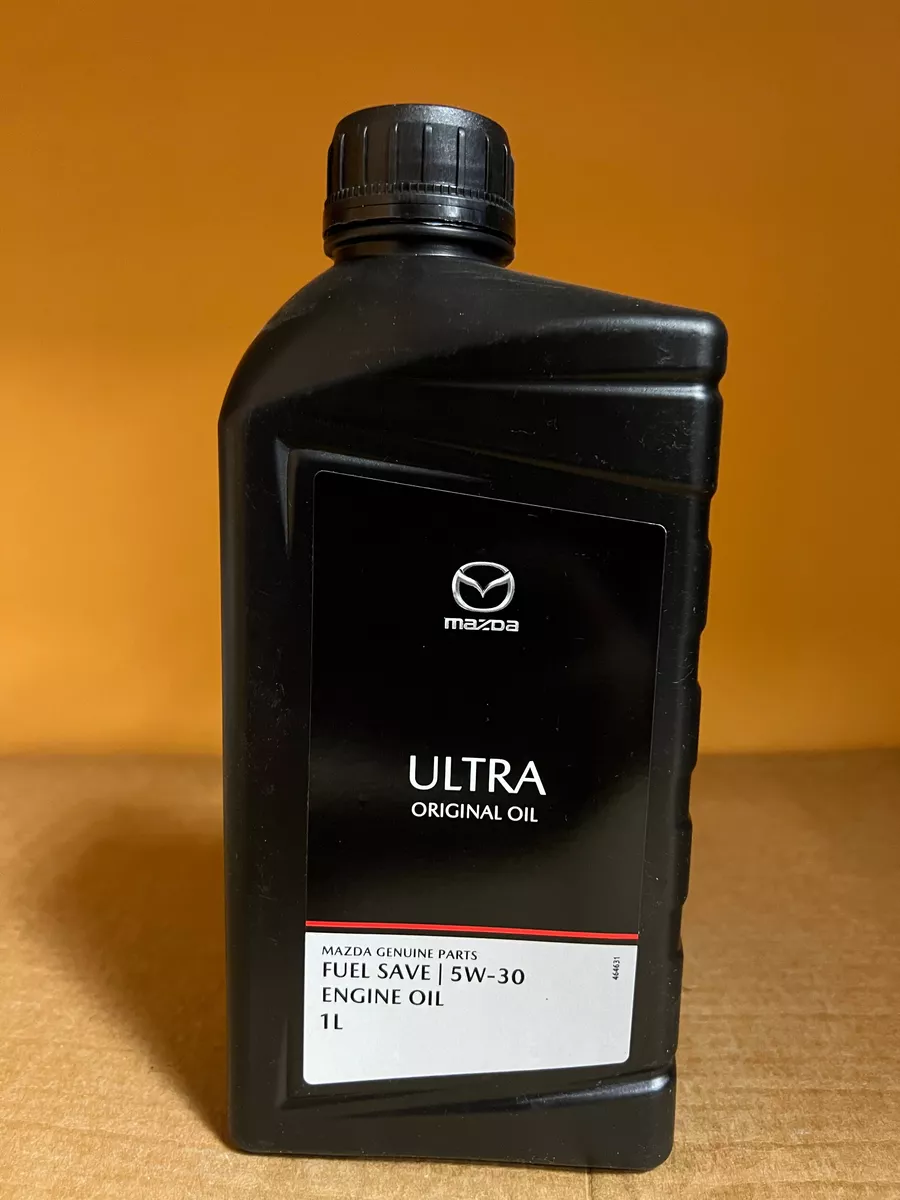 mazda
ULTRA
ORIGINAL OIL
MAZDA GENUINE PARTS
FUEL SAVE | 5W-30
ENGINE OIL
1L
464631